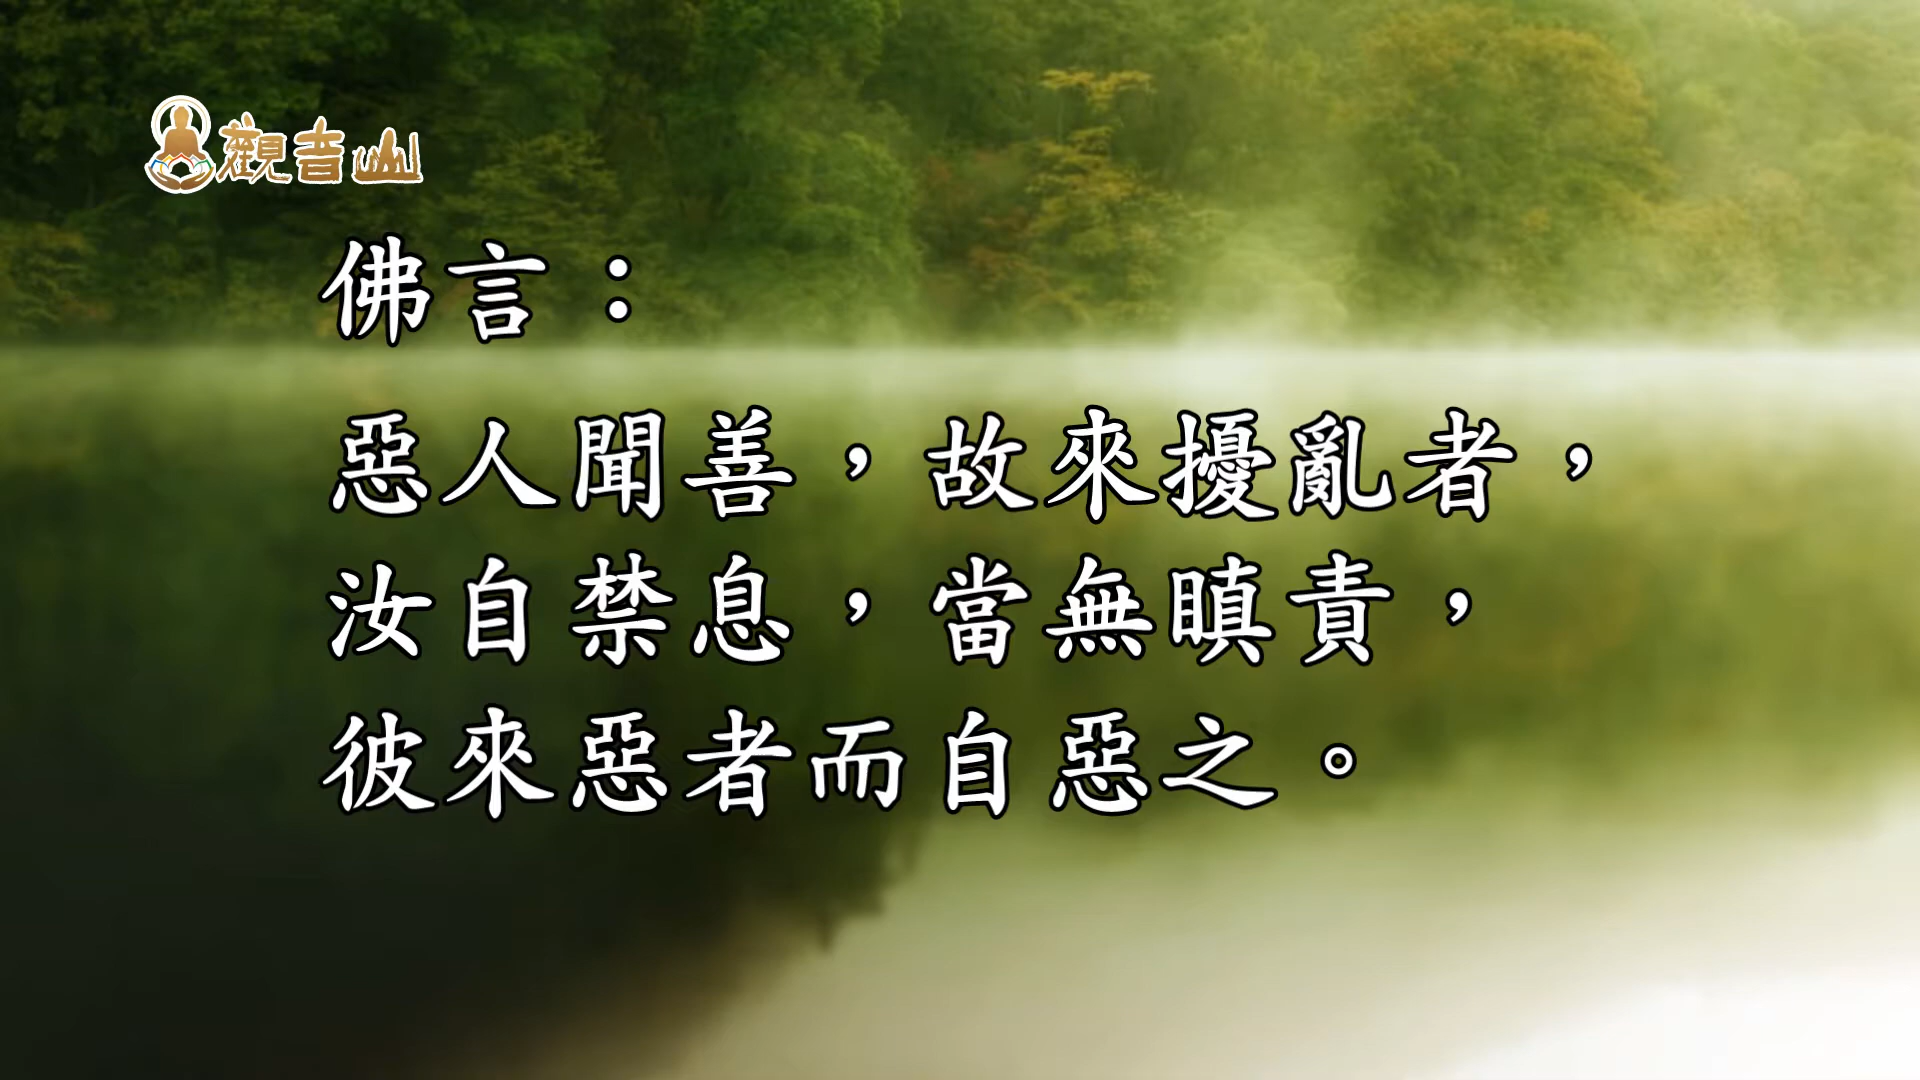 觀音山
佛言：
惡人聞善，故來擾亂者，
汝自禁息，當無瞋責，
彼來惡者而自惡之。